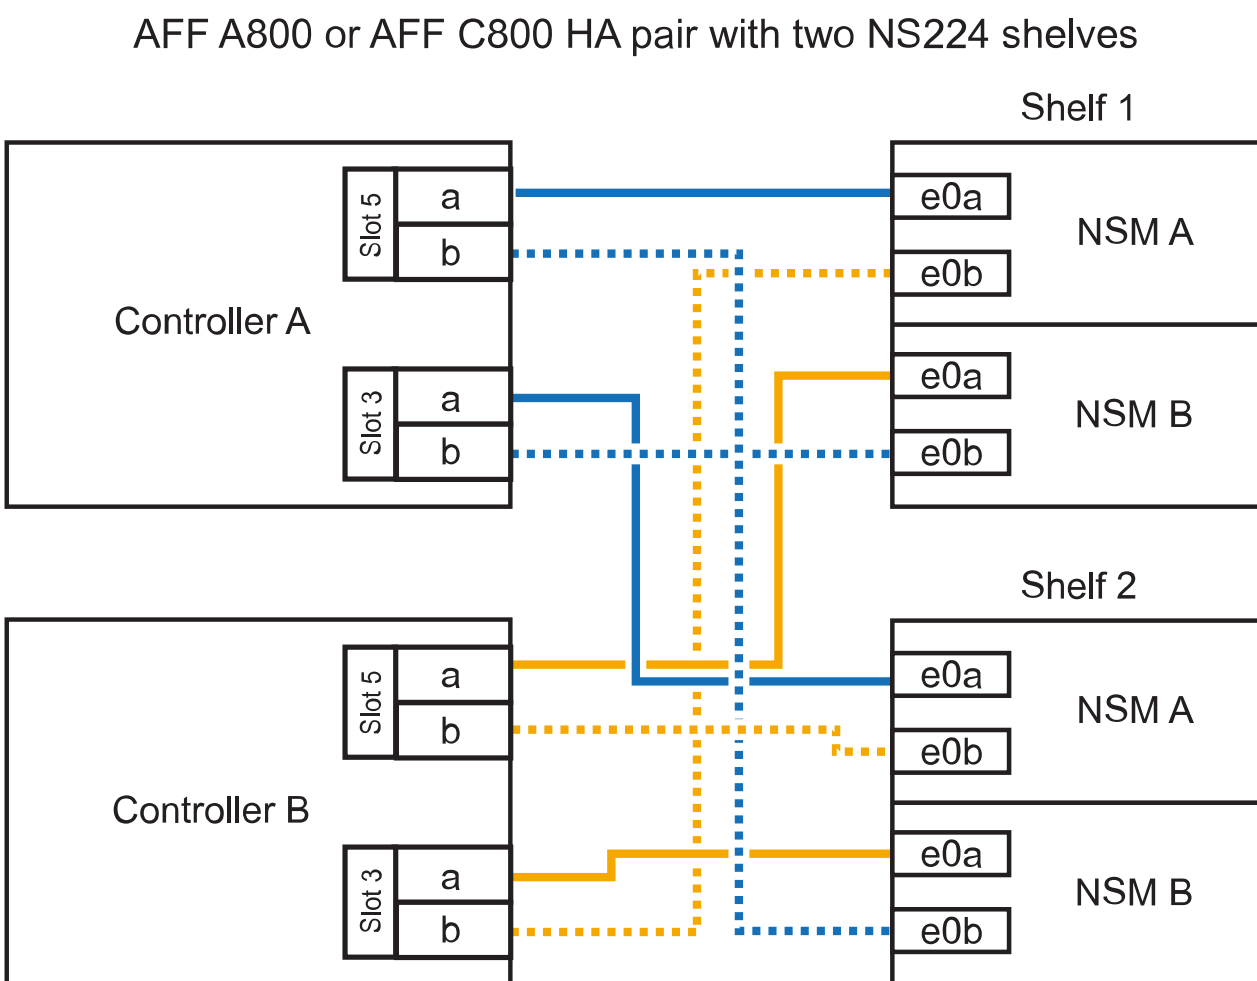 AFF A800 or AFF C800 HA pair with two NS224 shelves
Shelf 1
Controller A
Slot 5
a
b
Slot 3
a
b
e0a
e0b
NSM A
e0a
e0b
NSM B
Shelf 2
Controller B
Slot 5
a
b
Slot 3
a
b
e0a
e0b
NSM A
e0a
e0b
NSM B